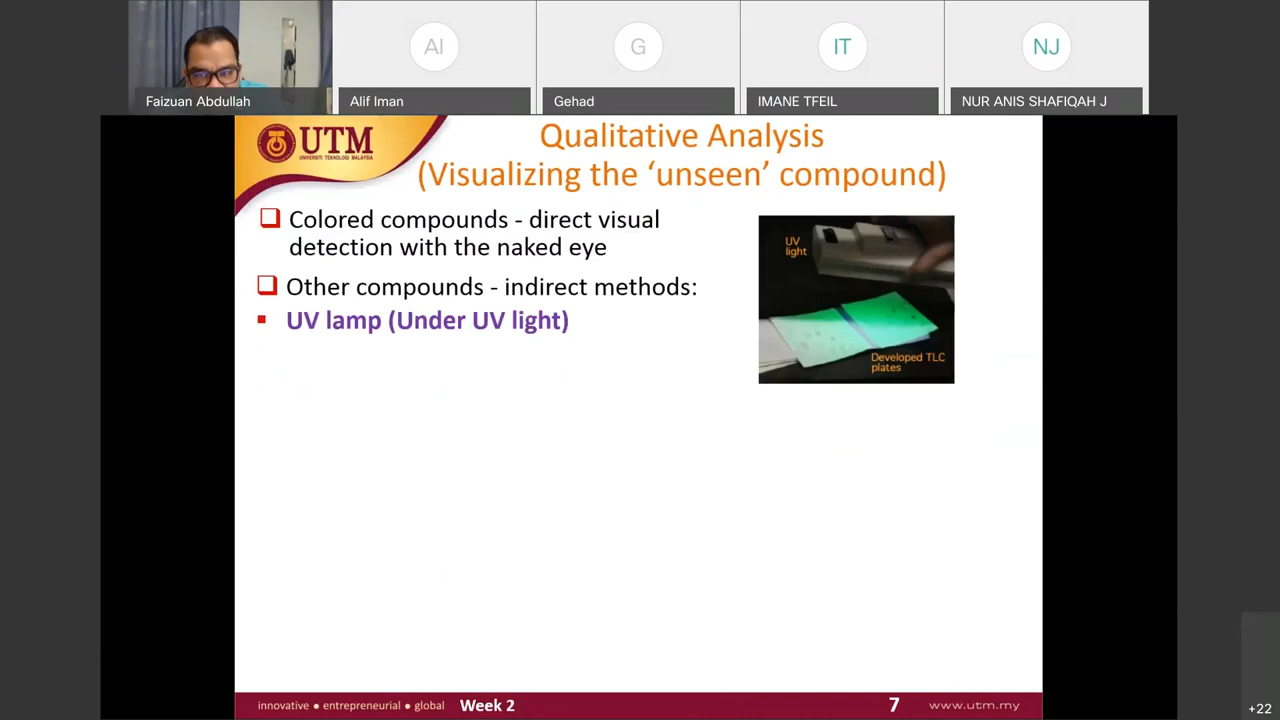 AI
G
IT
NJ
Faizuan Abdullah
Alif Iman
Gehad
IMANE TFEIL
NUR ANIS SHAFIQAH J
UTM
UNIVERSITI TEKNOLOGI MALAYSIA
Qualitative Analysis
(Visualizing the ‘unseen’ compound)
Colored compounds - direct visual
detection with the naked eye
Other compounds - indirect methods:
UV lamp (Under UV light)
UV
light
Developed TLC
plates
innovative ● entrepreneurial ● global
Week 2
7
www.utm.my
+22